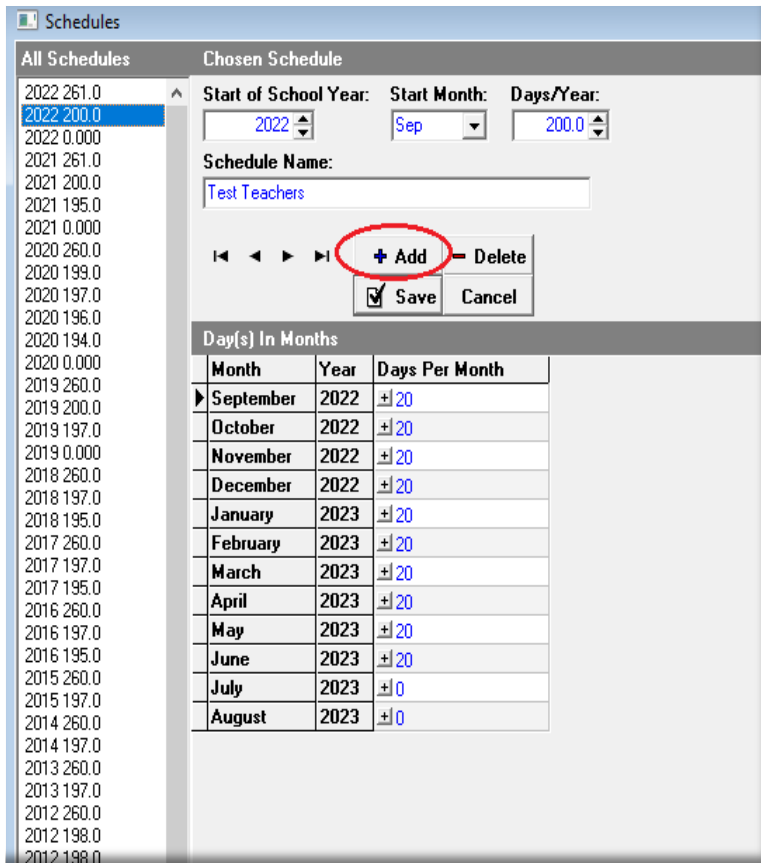 Schedules
All Schedules
2022 261.0
2022 200.0
2022 0.000
2021 261.0
2021 200.0
2021 195.0
2021 0.000
2020 260.0
2020 199.0
2020 197.0
2020 196.0
2020 194.0
2020 0.000
2019 260.0
2019 200.0
2019 197.0
2019 0.000
2018 260.0
2018 197.0
2018 195.0
2017 260.0
2017 197.0
2017 195.0
2016 260.0
2016 197.0
2016 195.0
2015 260.0
2015 197.0
2014 260.0
2014 197.0
2013 260.0
2013 197.0
2012 260.0
2012 198.0
2012 198.0
Chosen Schedule
Start of School Year: Start Month: Days/Year:
2022 Sep 200.0
Schedule Name:
Test Teachers
+ Add - Delete
Save Cancel
Day(s) In Months
Month Year Days Per Month
September 2022 + 20
October 2022 + 20
November 2022 + 20
December 2022 + 20
January 2023 + 20
February 2023 + 20
March 2023 + 20
April 2023 + 20
May 2023 + 20
June 2023 + 20
July 2023 + 0
August 2023 + 0